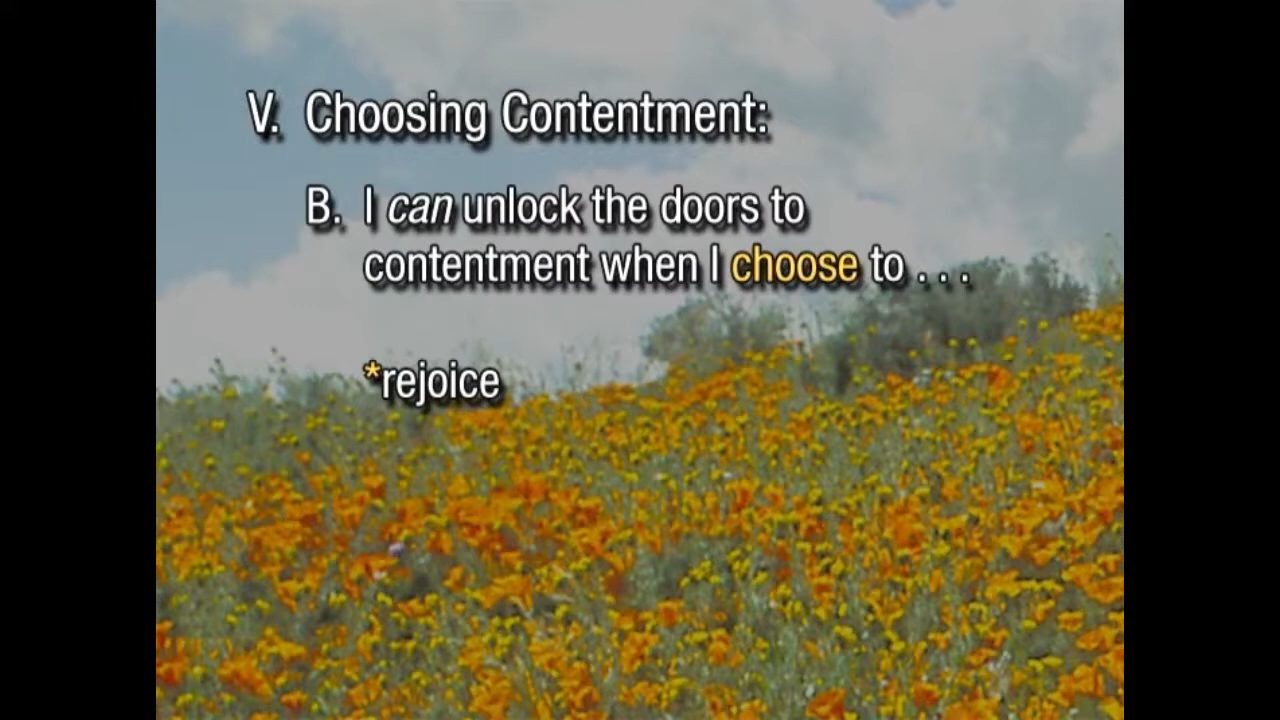 V. Choosing Contentment:
B. I can unlock the doors to
contentment when I choose to . . .
*rejoice